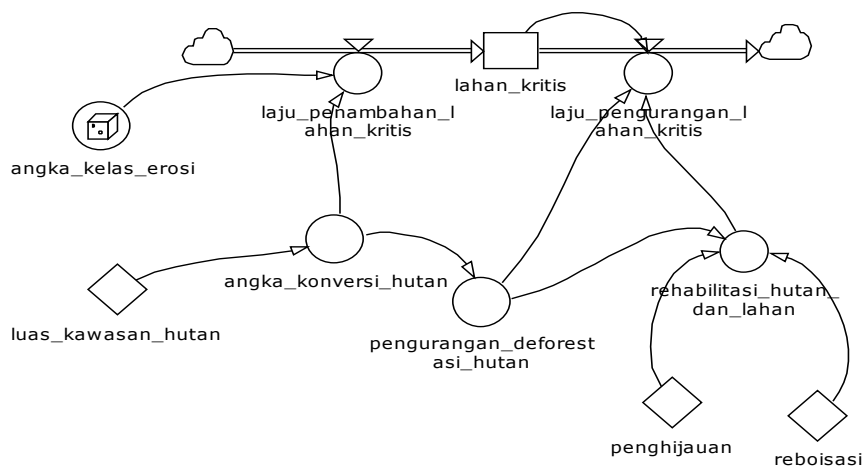 lahan_kritis
laju_penambahan_l
ahan_kritis
laju_pengurangan_l
ahan_kritis
angka_kelas_erosi
angka_konversi_hutan
luas_kawasan_hutan
pengurangan_deforest
asi_hutan
rehabilitasi_hutan_
dan_lahan
penghijauan
reboisasi